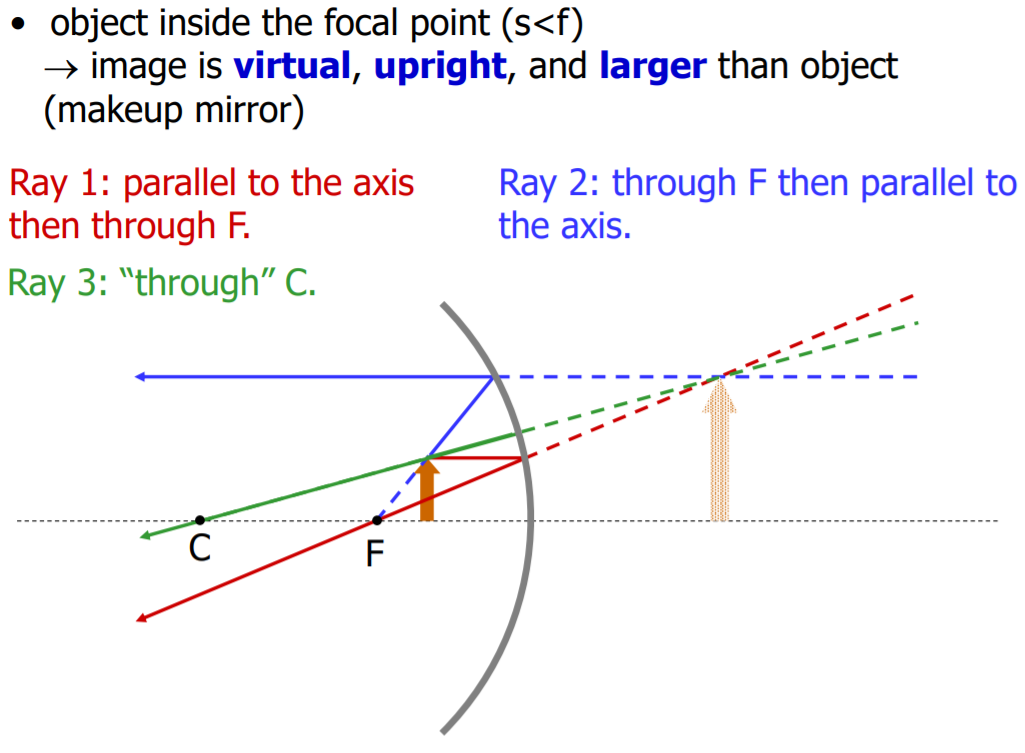 • object inside the focal point (s<f)
→ image is virtual, upright, and larger than object
(makeup mirror)
Ray 1: parallel to the axis
then through F.
Ray 2: through F then parallel to
the axis.
Ray 3: “through” C.
C
F